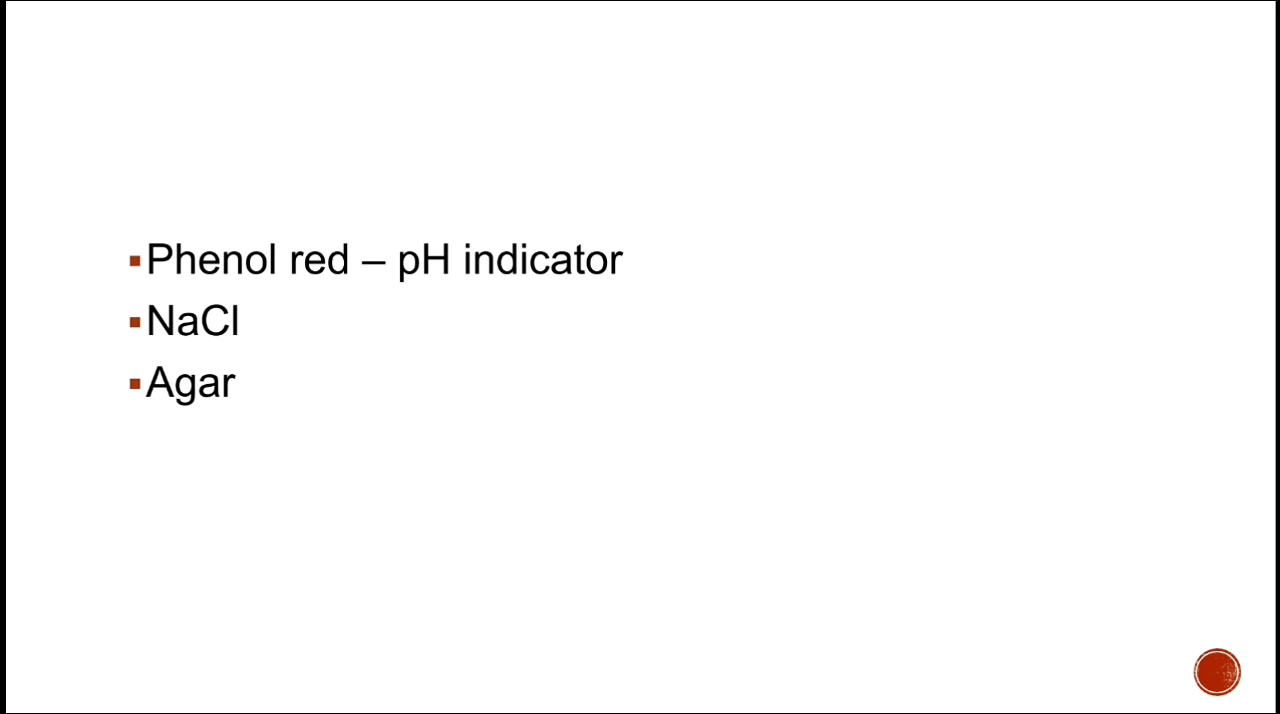 ▪Phenol red – pH indicator
▪NaCl
▪Agar